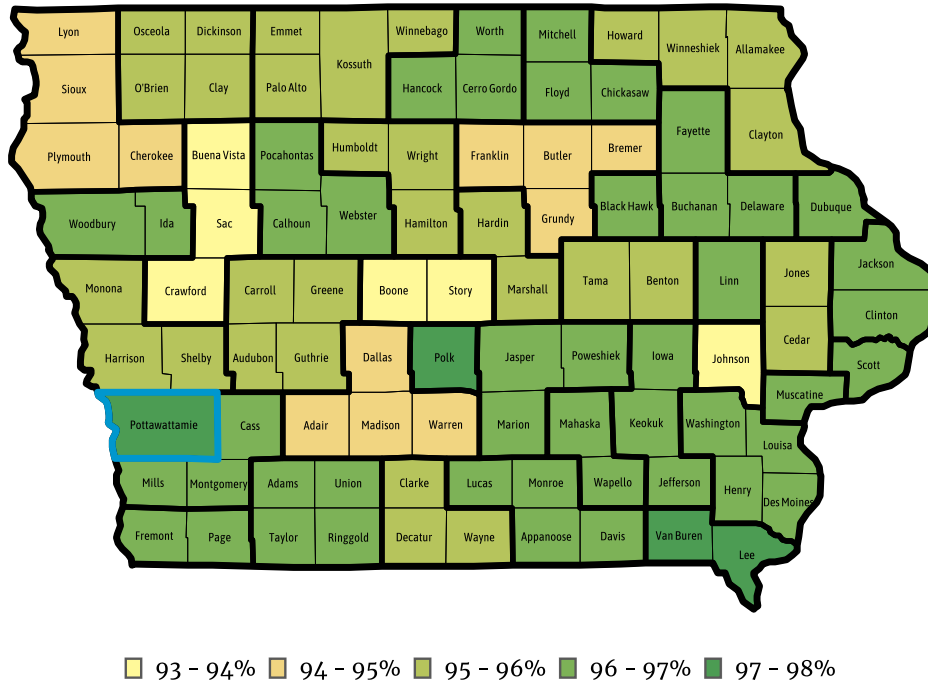 Lyon Osceola Dickinson Emmet Winnebago Worth Mitchell Howard Winneshiek Allamakee
Kossuth
Sioux O'Brien Clay Palo Alto Hancock Cerro Gordo Floyd Chickasaw
Fayette Clayton
Plymouth Cherokee Buena Vista Pocahontas Humboldt Wright Franklin Butler Bremer
Woodbury Ida Sac Calhoun Webster Hamilton Hardin Grundy Black Hawk Buchanan Delaware Dubuque
Jackson
Monona Crawford Carroll Greene Boone Story Marshall Tama Benton Linn Jones
Clinton
Harrison Shelby Audubon Guthrie Dallas Polk Jasper Poweshiek Iowa Johnson Cedar
Scott
Muscatine
Pottawattamie Cass Adair Madison Warren Marion Mahaska Keokuk Washington
Louisa
Mills Montgomery Adams Union Clarke Lucas Monroe Wapello Jefferson Henry
Des Moines
Fremont Page Taylor Ringgold Decatur Wayne Appanoose Davis Van Buren
Lee
93 - 94% 94 - 95% 95 - 96% 96 - 97% 97 - 98%